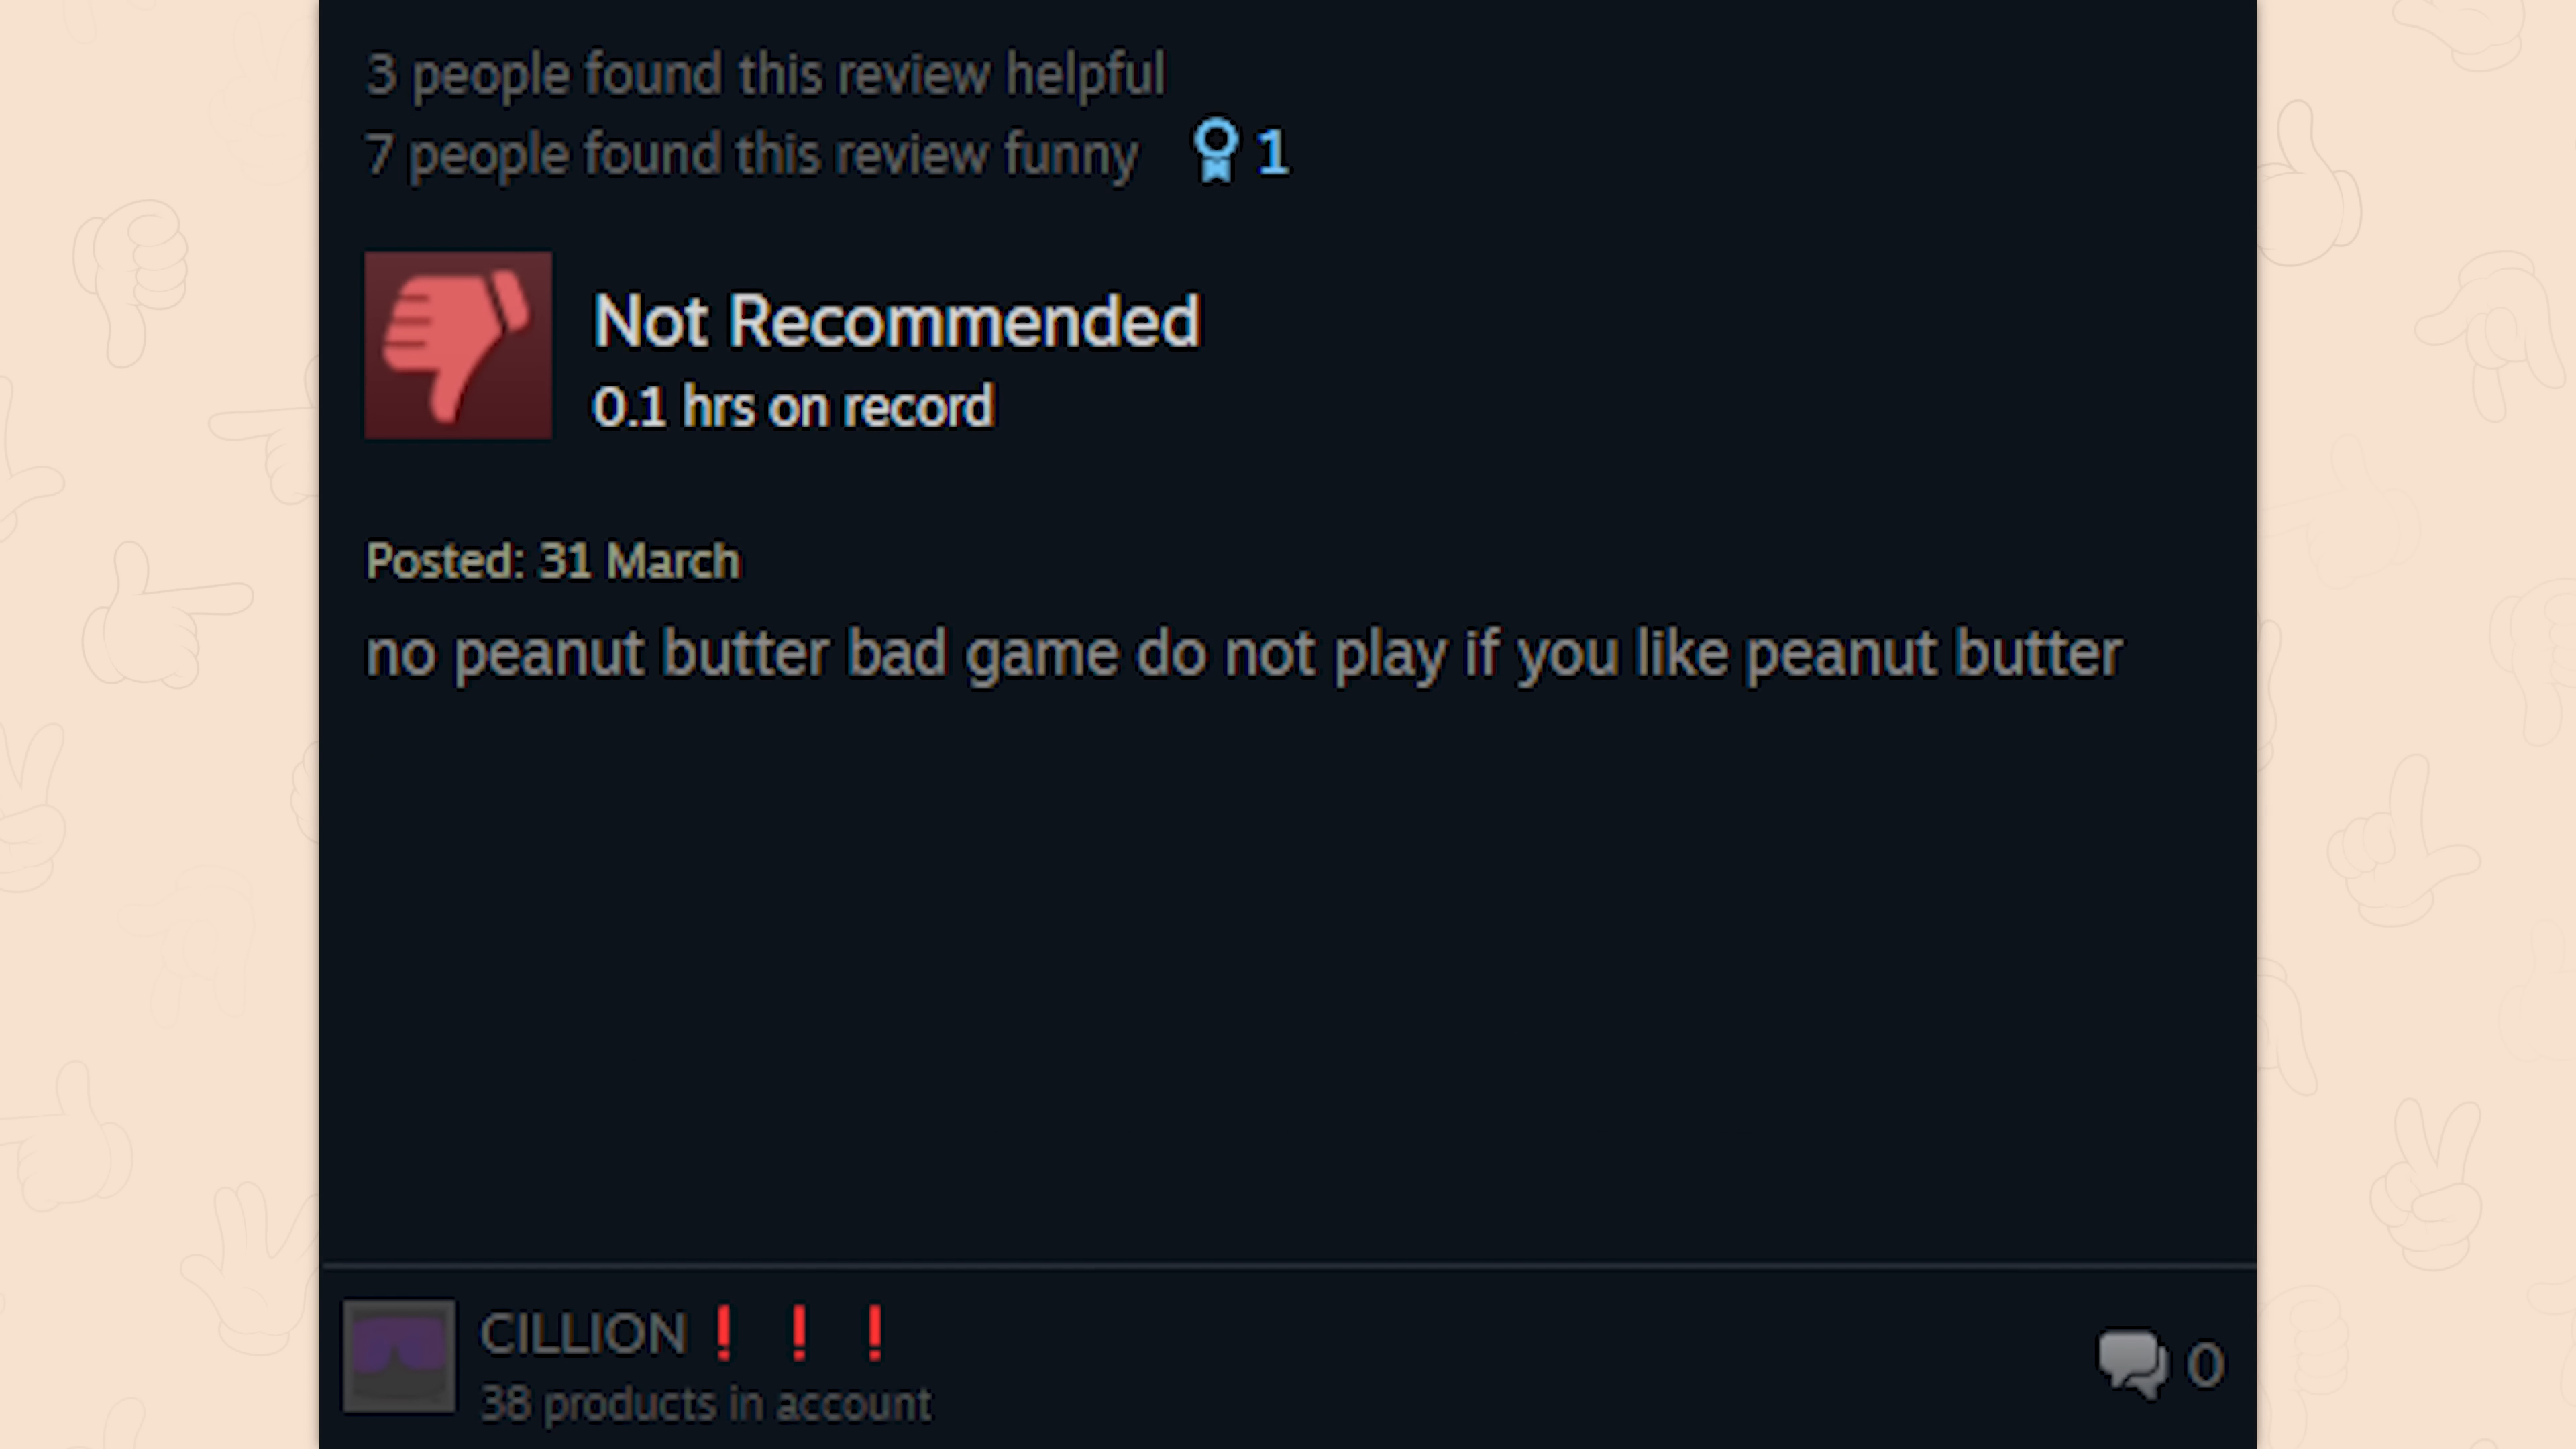 3 people found this review helpful
7 people found this review funny 1
Not Recommended
0.1 hrs on record
Posted: 31 March
no peanut butter bad game do not play if you like peanut butter
CILLION❗ ❗ ❗
38 products in account
0